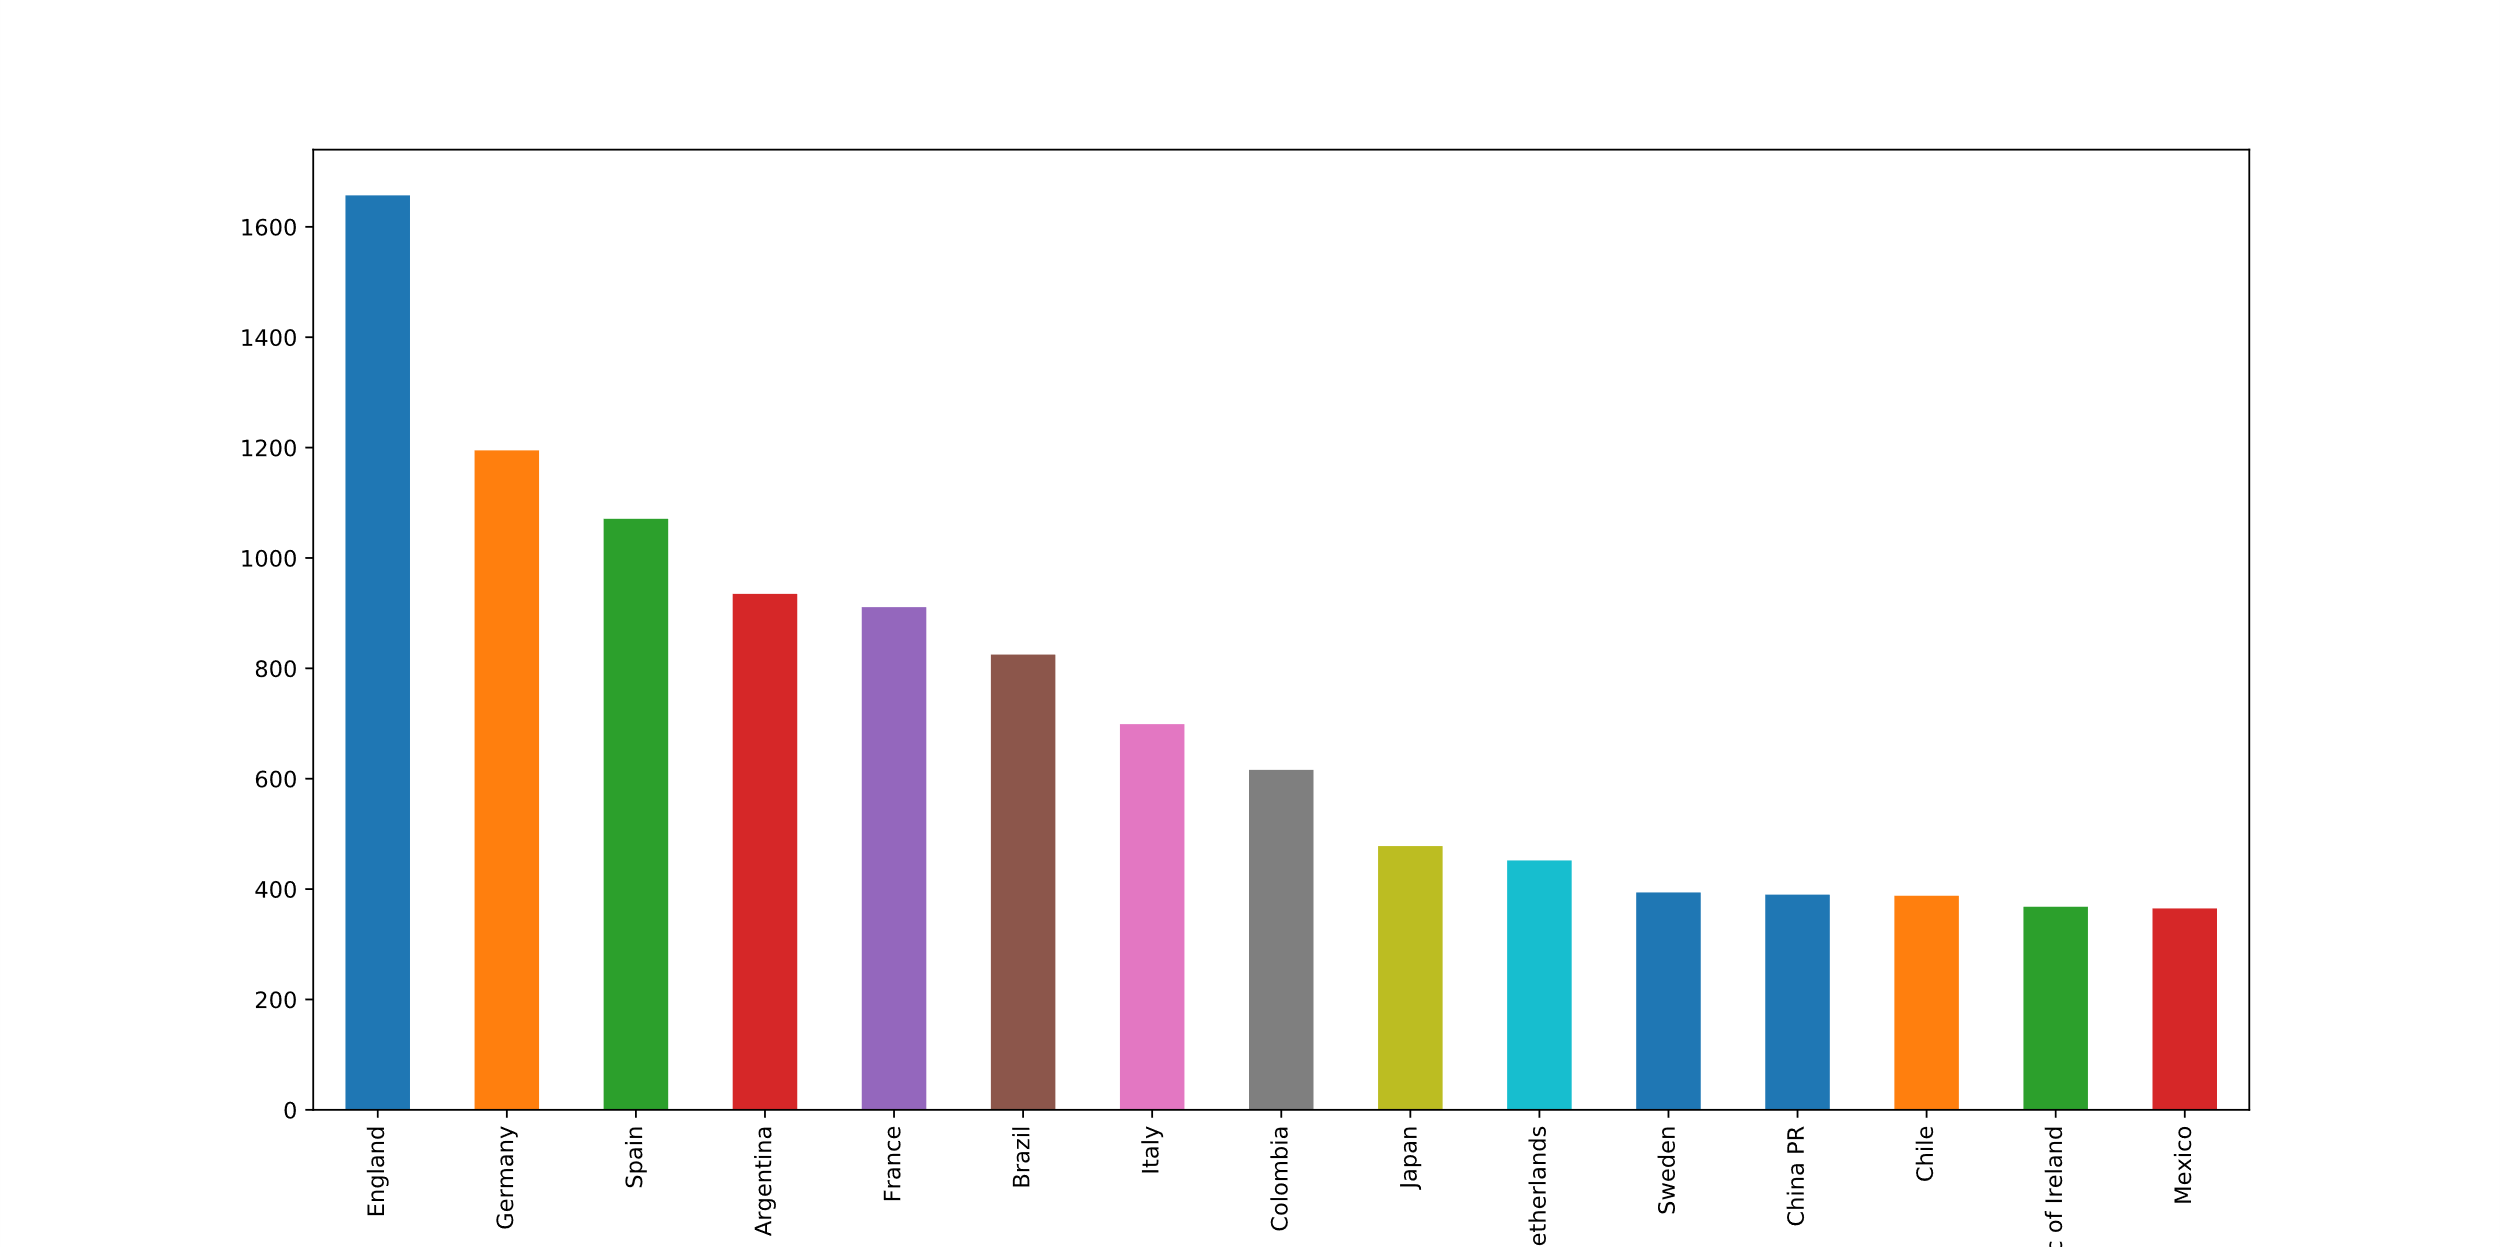 1600
1400
1200
1000
800
600
400
200
0
England
Germany
Spain
Argentina
France
Brazil
Italy
Colombia
Japan
etherlands
Sweden
China PR
Chile
of Ireland
Mexico